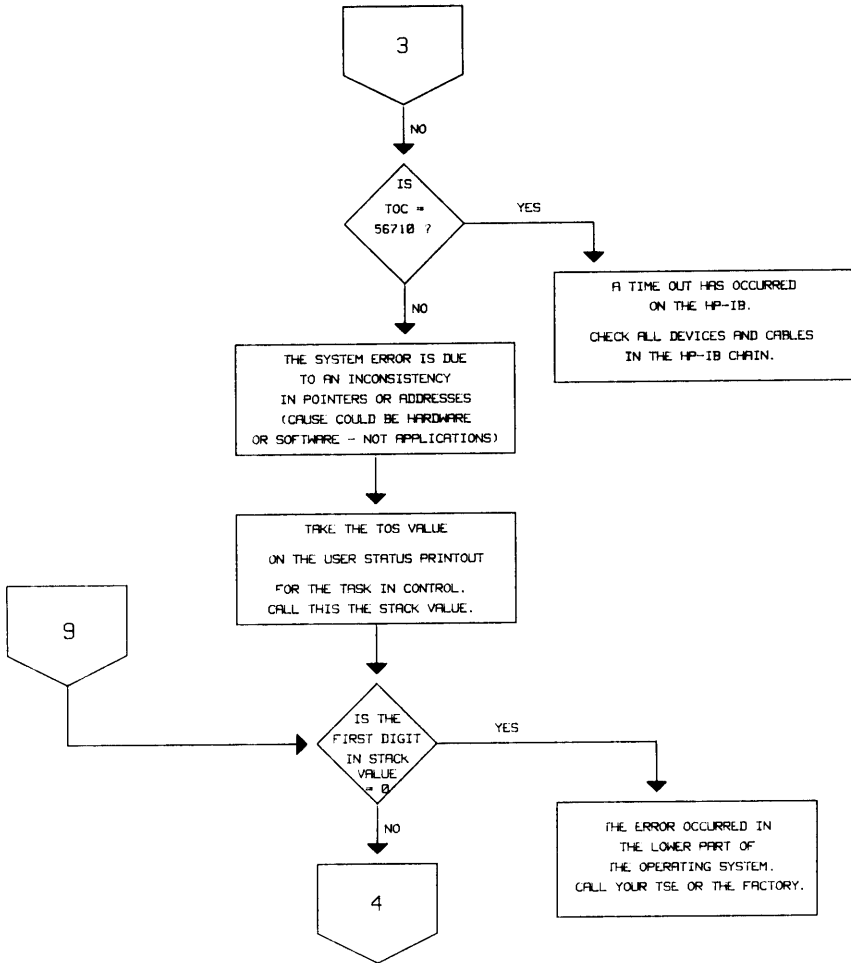 3
NO
IS
TOC =
56710 ?
YES
A TIME OUT HAS OCCURRED
ON THE HP-IB.
CHECK ALL DEVICES AND CABLES
IN THE HP-IB CHAIN.
NO
THE SYSTEM ERROR IS DUE
TO AN INCONSISTENCY
IN POINTERS OR ADDRESSES
(CAUSE COULD BE HARDWARE
OR SOFTWARE - NOT APPLICATIONS)
TAKE THE TOS VALUE
ON THE USER STATUS PRINTOUT
FOR THE TASK IN CONTROL.
CALL THIS THE STACK VALUE.
9
IS THE
FIRST DIGIT
IN STACK
VALUE
= 0
YES
THE ERROR OCCURRED IN
THE LOWER PART OF
THE OPERATING SYSTEM.
CALL YOUR TSE OR THE FACTORY.
NO
4